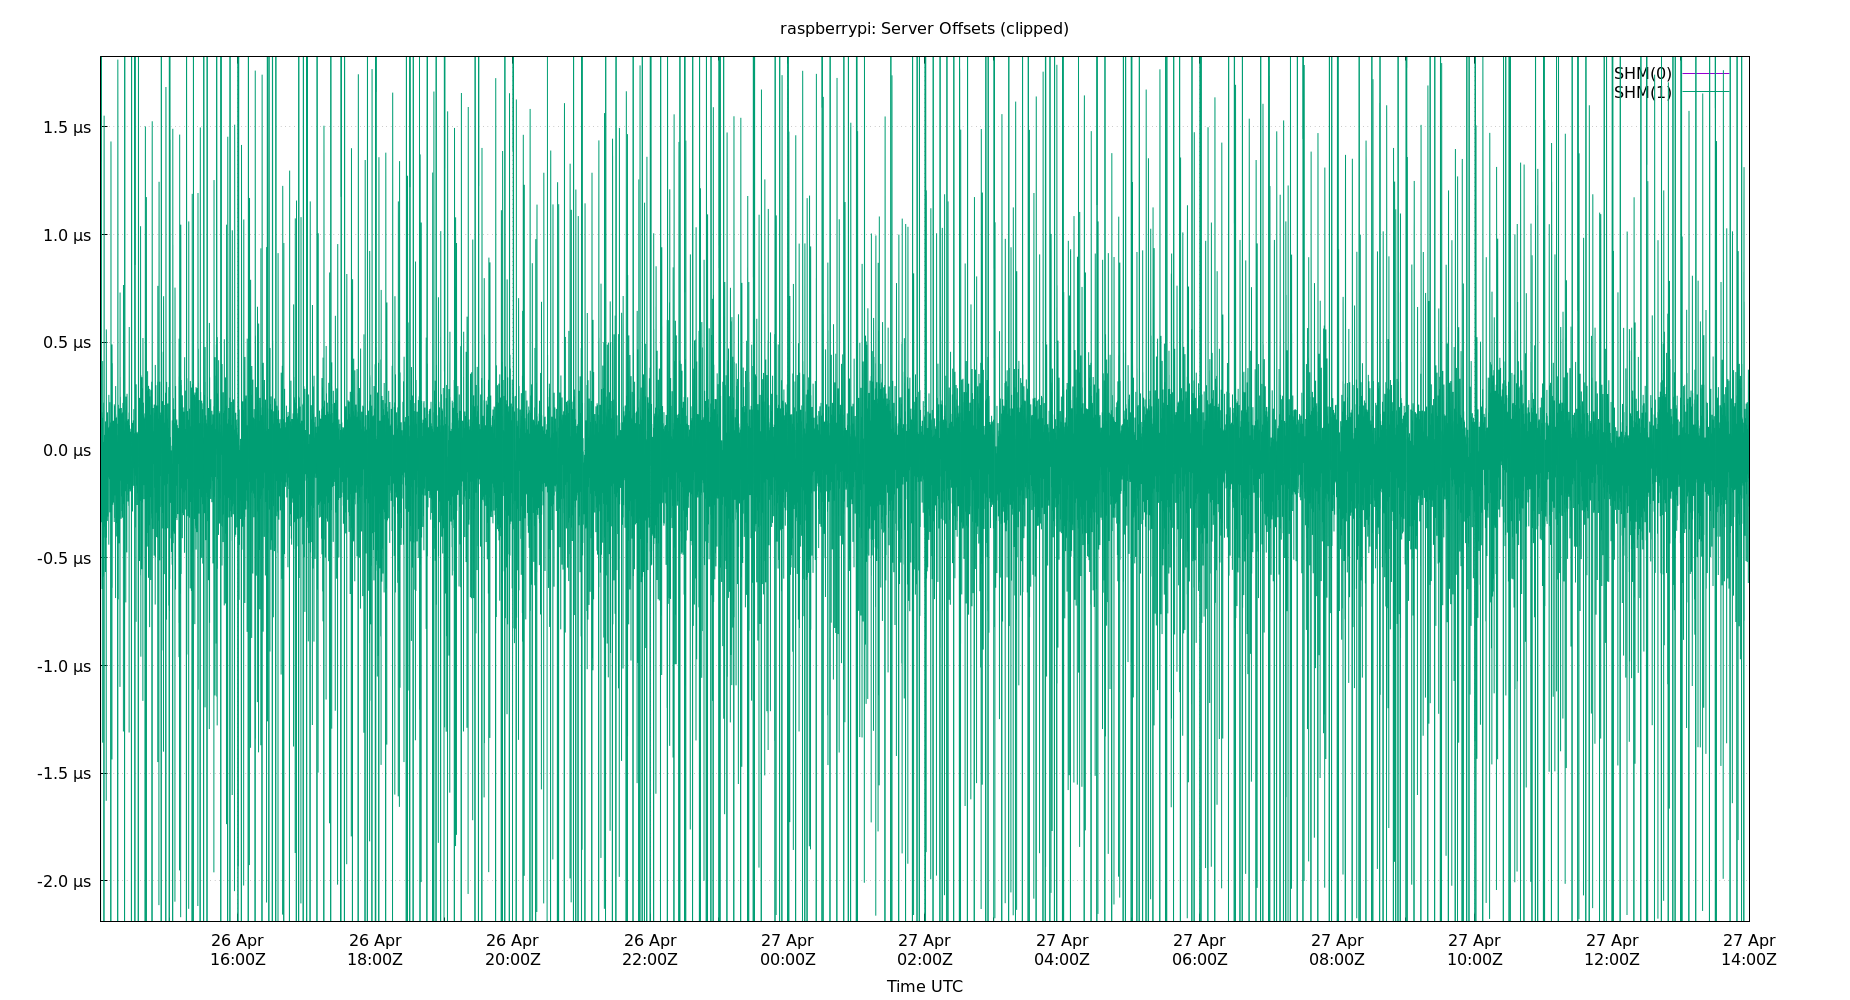 raspberrypi: Server Offsets (clipped)
SHM(0)
SHM(1)
1.5 µs
1.0 µs
0.5 µs
0.0 µs
-0.5 µs
-1.0 µs
-1.5 µs
-2.0 µs
26 Apr 26 Apr 26 Apr 26 Apr 27 Apr 27 Apr 27 Apr 27 Apr 27 Apr 27 Apr 27 Apr 27 Apr
16:00Z 18:00Z 20:00Z 22:00Z 00:00Z 02:00Z 04:00Z 06:00Z 08:00Z 10:00Z 12:00Z 14:00Z
Time UTC